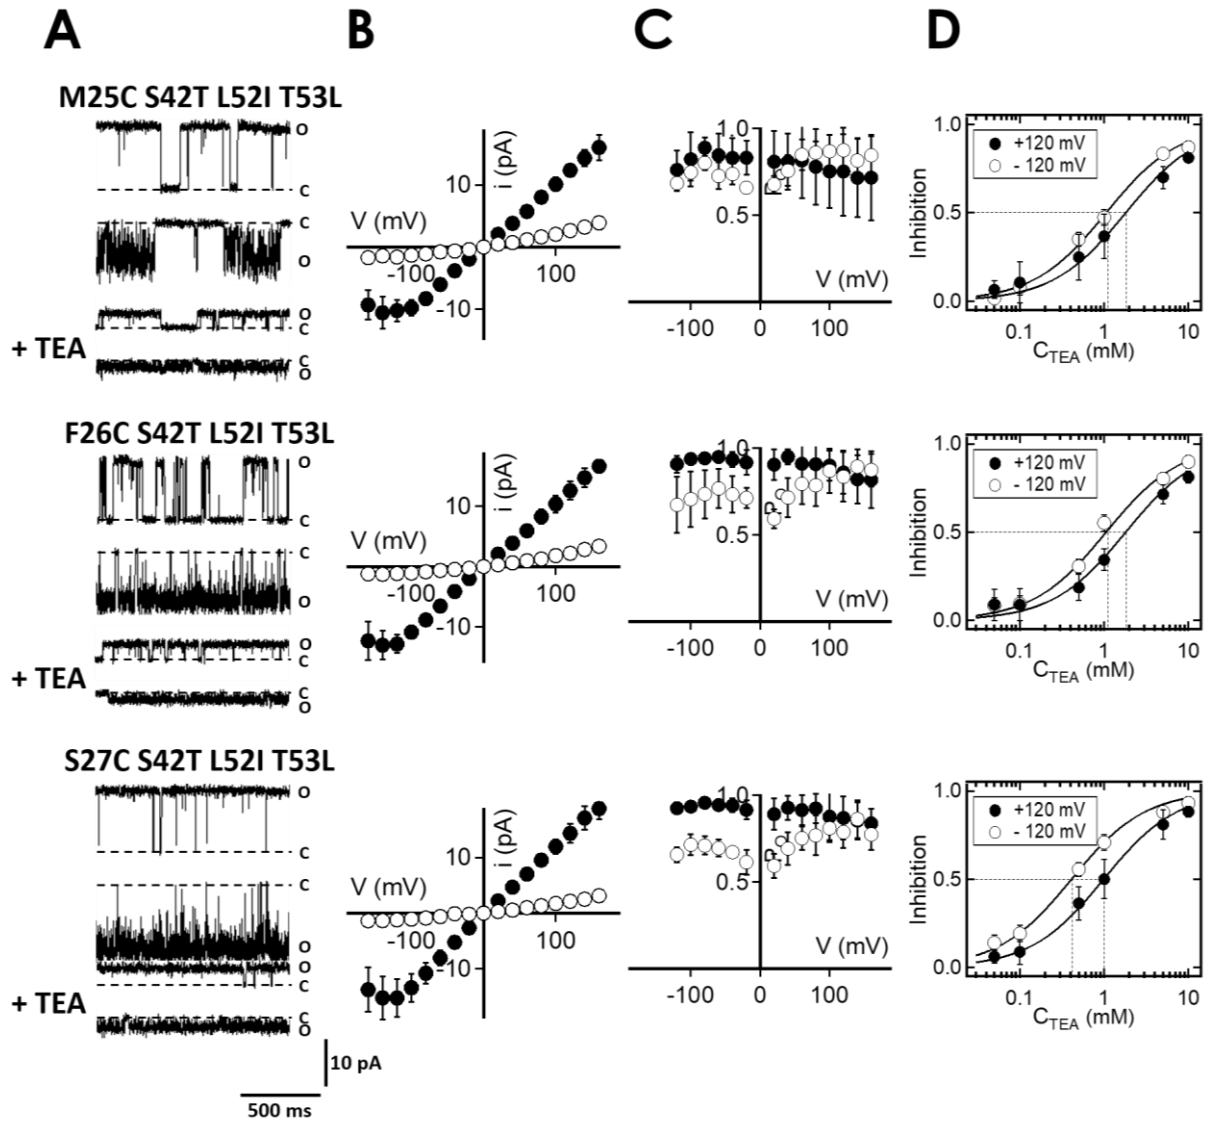 A B C D
M25C S42T L52I T53L
O
C
C
O
O
C
+ TEA
C
O
i (pA)
10
V (mV)
-100
100
-10
1.0
0.5
V (mV)
-100 0 100
1.0
+120 mV
- 120 mV
Inhibition
0.5
0.0
0.1 1 10
CTEA (mM)
F26C S42T L52I T53L
O
C
C
O
O
C
+ TEA
C
O
i (pA)
10
V (mV)
-100
100
-10
1.0
0.5
V (mV)
-100 0 100
1.0
+120 mV
- 120 mV
Inhibition
0.5
0.0
0.1 1 10
CTEA (mM)
S27C S42T L52I T53L
O
C
C
O
O
C
+ TEA
C
O
i (pA)
10
V (mV)
-100
100
-10
1.0
0.5
V (mV)
-100 0 100
1.0
+120 mV
- 120 mV
Inhibition
0.5
0.0
0.1 1 10
CTEA (mM)
10 pA
500 ms